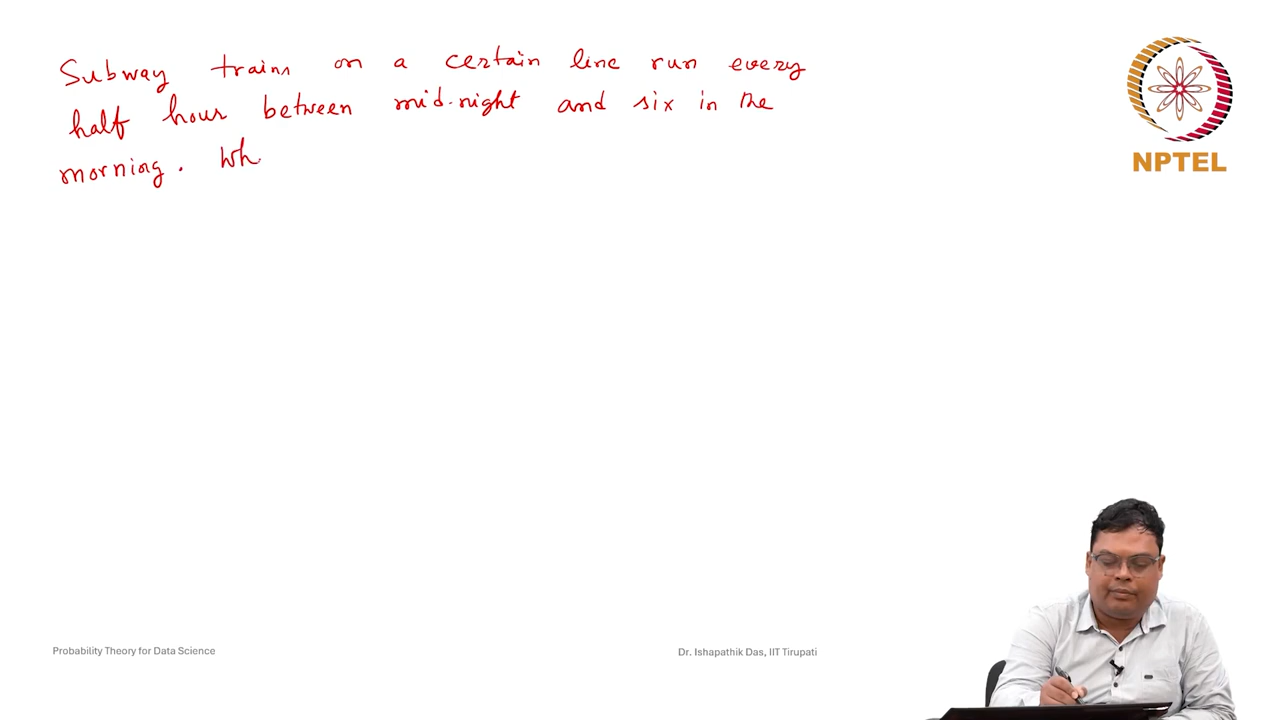 Subway trains on a certain line run every
half hour between mid-night and six in the
morning. Wh
NPTEL
Probability Theory for Data Science
Dr. Ishapathik Das, IIT Tirupati